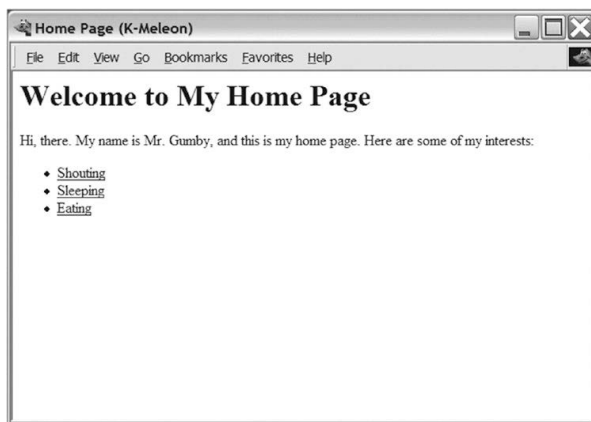 Home Page (K-Meleon)
File Edit View Go Bookmarks Favorites Help
Welcome to My Home Page
Hi, there. My name is Mr. Gumby, and this is my home page. Here are some of my interests:
Shouting
Sleeping
Eating